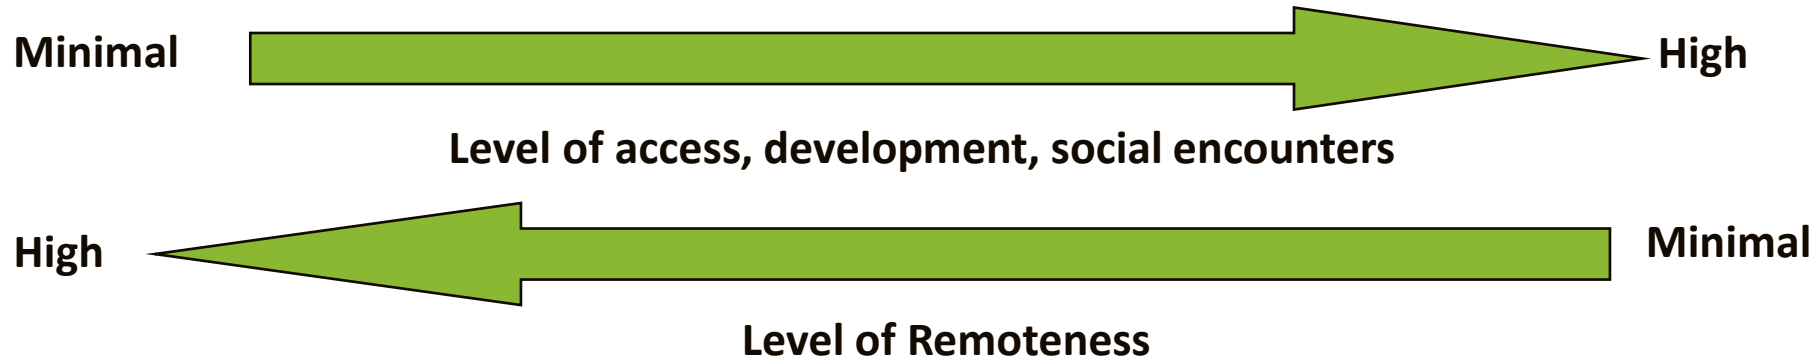 Minimal
High
Level of access, development, social encounters
High
Minimal
Level of Remoteness